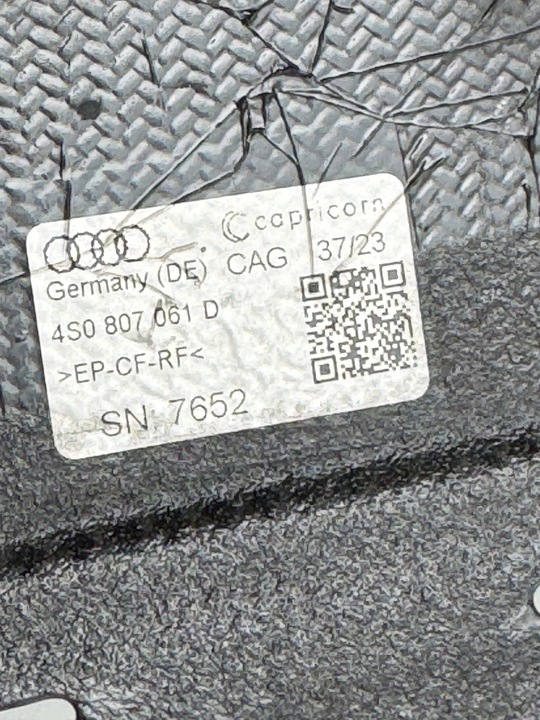 capricorn
Germany (DE) CAG 37/23
4S0 807 061 D
>EP-CF-RF<
SN 7652